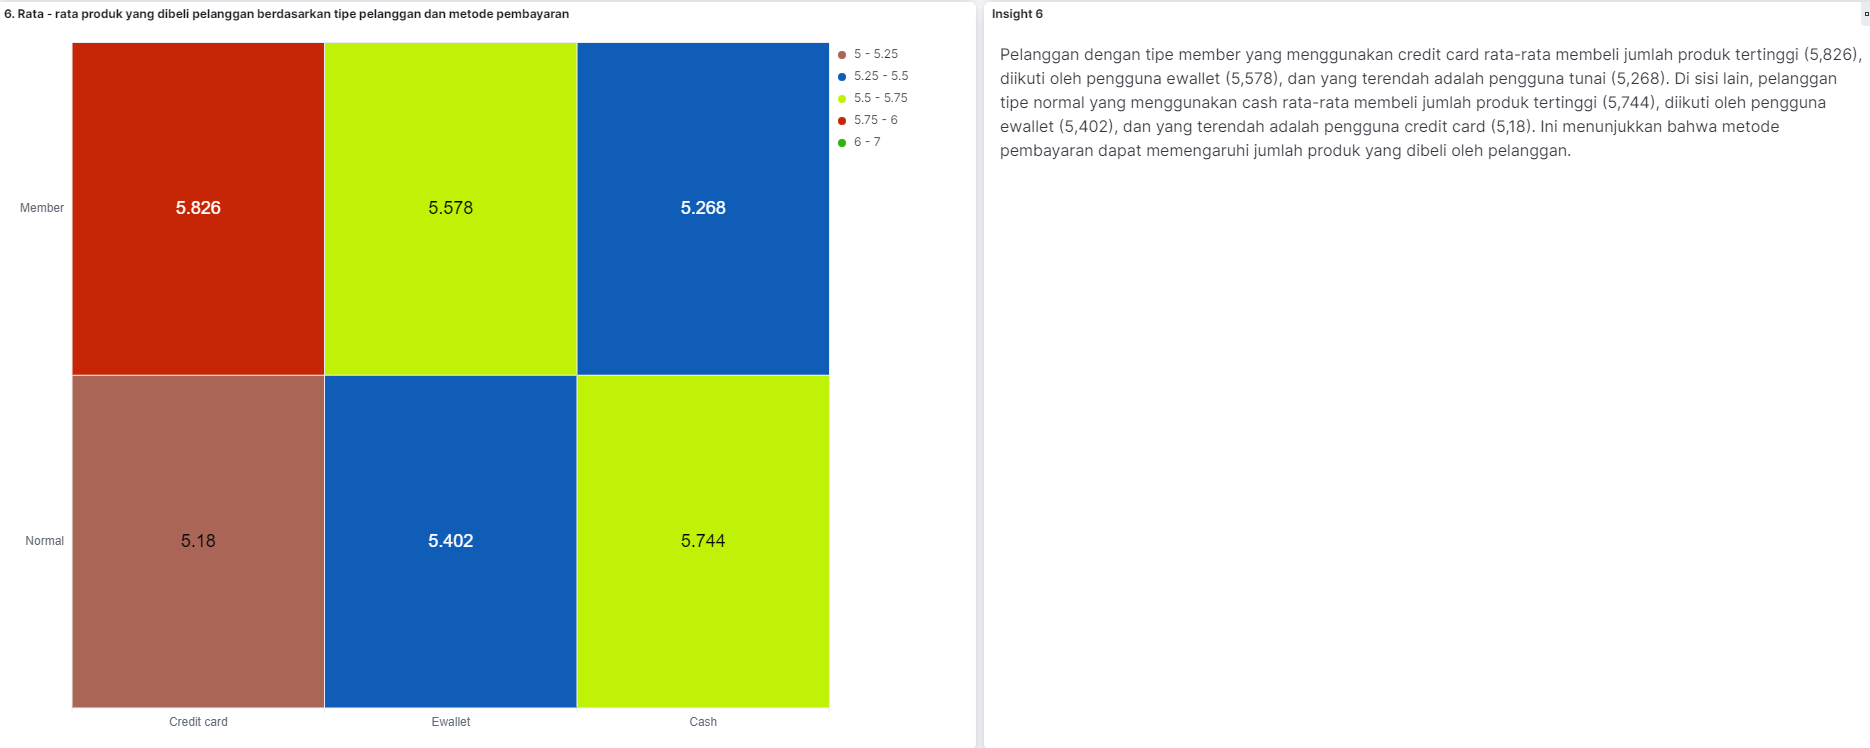 6. Rata - rata produk yang dibeli pelanggan berdasarkan tipe pelanggan dan metode pembayaran
5 - 5.25
5.25 - 5.5
5.5 - 5.75
5.75 - 6
6 - 7
Member
5.826
5.578
5.268
Normal
5.18
5.402
5.744
Credit card
Ewallet
Cash
Insight 6
Pelanggan dengan tipe member yang menggunakan credit card rata-rata membeli jumlah produk tertinggi (5,826),
diikuti oleh pengguna ewallet (5,578), dan yang terendah adalah pengguna tunai (5,268). Di sisi lain, pelanggan
tipe normal yang menggunakan cash rata-rata membeli jumlah produk tertinggi (5,744), diikuti oleh pengguna
ewallet (5,402), dan yang terendah adalah pengguna credit card (5,18). Ini menunjukkan bahwa metode
pembayaran dapat memengaruhi jumlah produk yang dibeli oleh pelanggan.